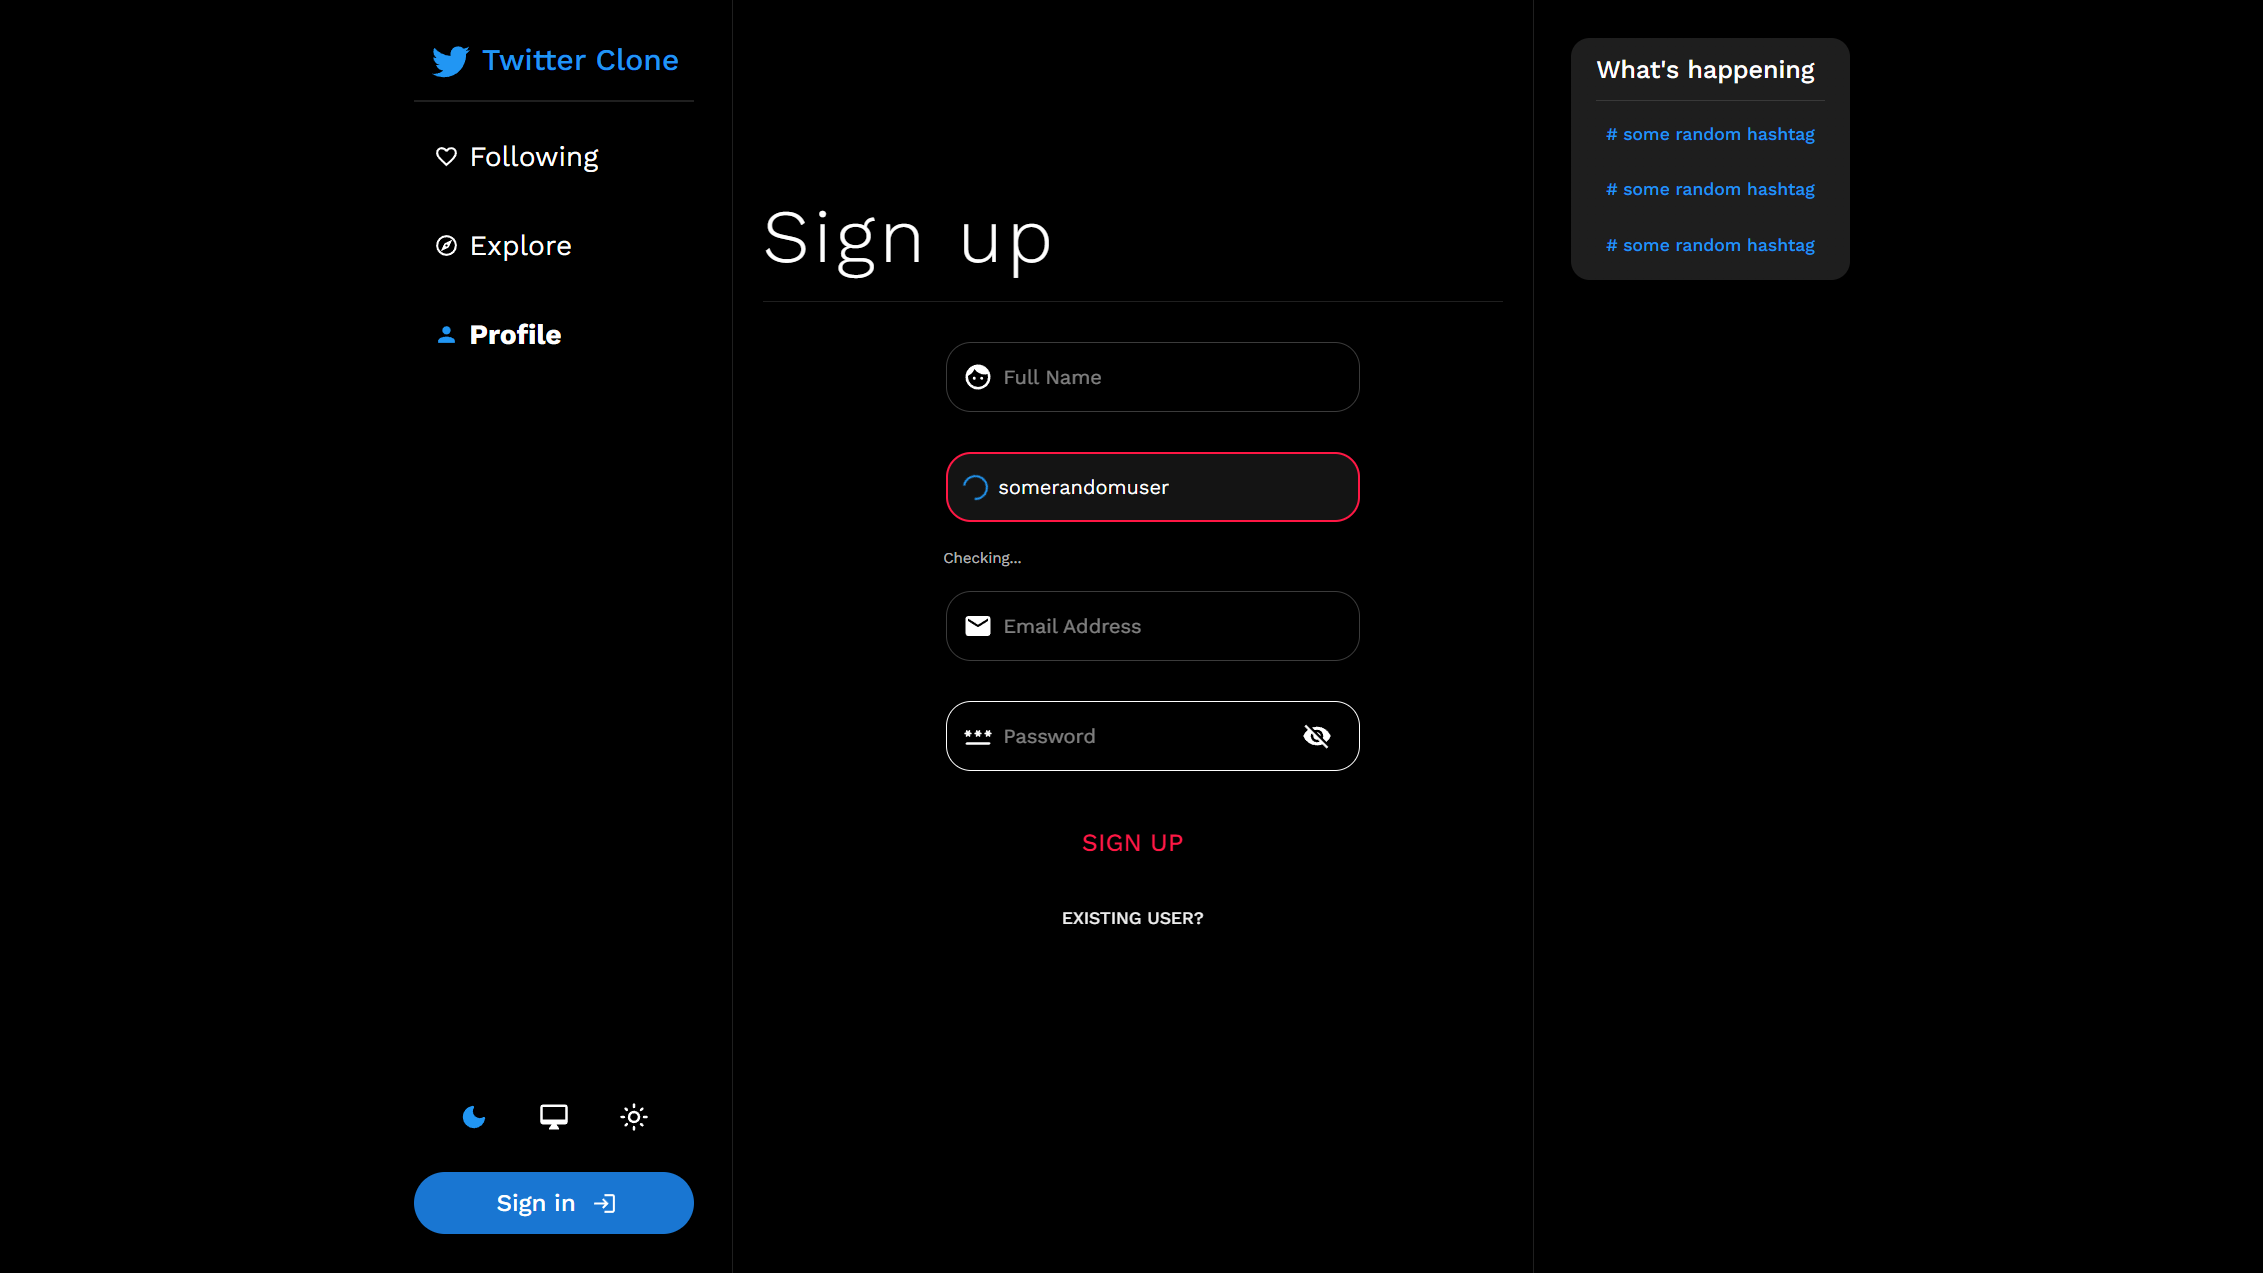 Twitter Clone
Following
Explore
Profile
Sign in
Sign up
Full Name
somerandomuser
Checking...
Email Address
*** Password
SIGN UP
EXISTING USER?
What's happening
# some random hashtag
# some random hashtag
# some random hashtag